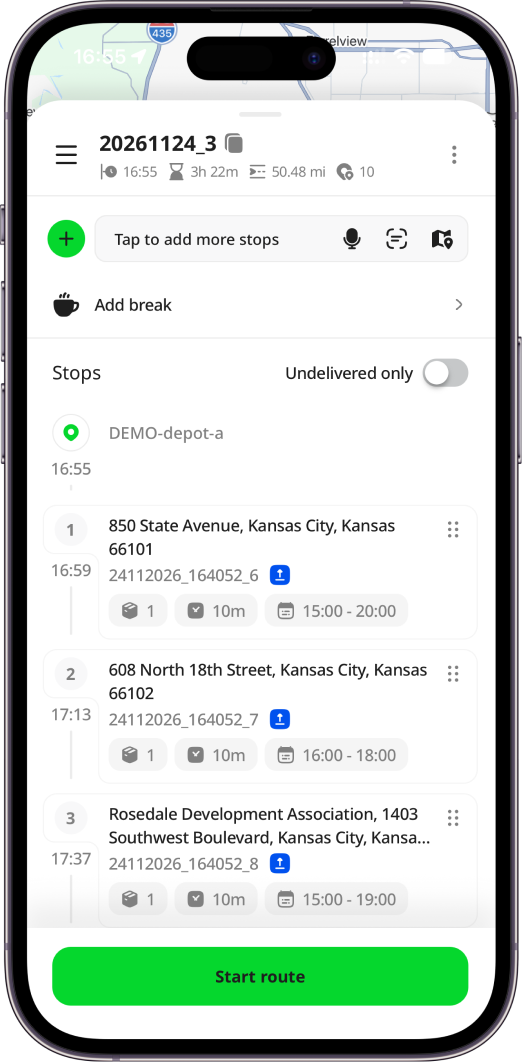 435
relview
16:55
20261124_3
16:55 3h 22m 50.48 mi 10
Tap to add more stops
Add break
Stops
Undelivered only
DEMO-depot-a
16:55
1
850 State Avenue, Kansas City, Kansas
66101
16:59
24112026_164052_6
1 10m 15:00 - 20:00
2
608 North 18th Street, Kansas City, Kansas
66102
17:13
24112026_164052_7
1 10m 16:00 - 18:00
3
Rosedale Development Association, 1403
Southwest Boulevard, Kansas City, Kansa...
17:37
24112026_164052_8
1 10m 15:00 - 19:00
Start route